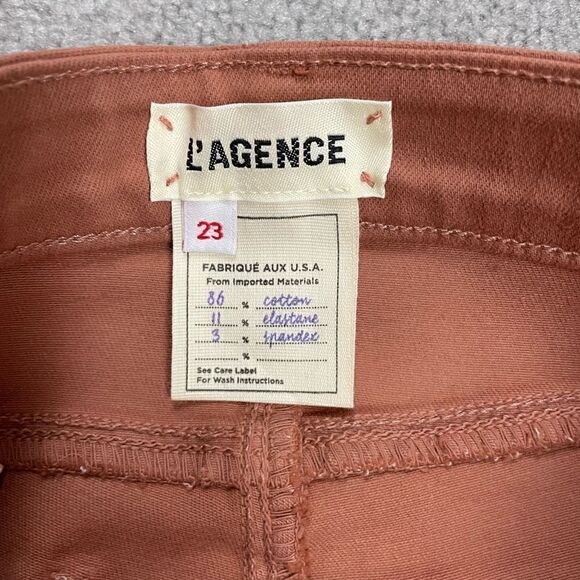 L'AGENCE
23
FABRIQUÉ AUX U.S.A.
From Imported Materials
86 % cotton
11 % elastane
3 % spandex
%
See Care Label
For Wash Instructions